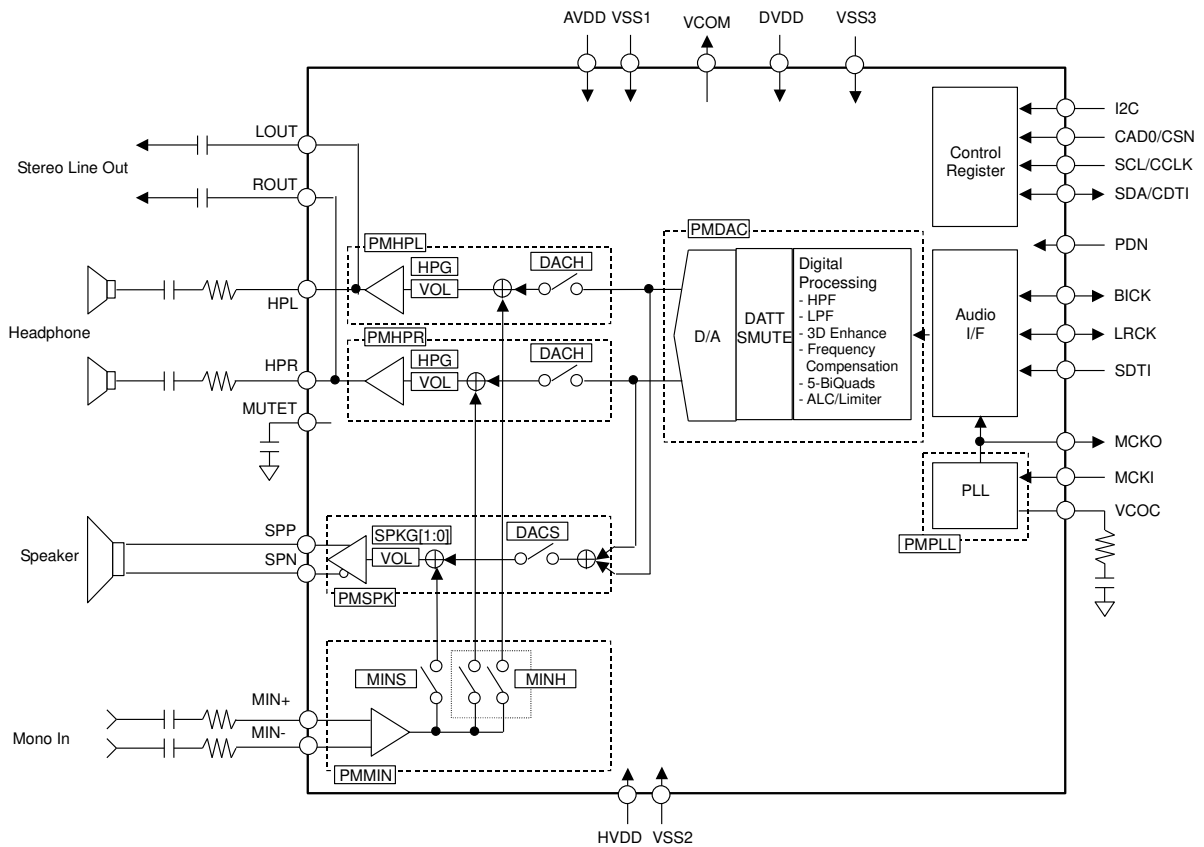 AVDD VSS1 VCOM DVDD VSS3
LOUT
Stereo Line Out
ROUT
Control
Register
I2C
CAD0/CSN
SCL/CCLK
SDA/CDTI
PDN
PMHPL
HPG
VOL
DACH
PMDAC
D/A
DATT
SMUTE
Digital
Processing
- HPF
- LPF
- 3D Enhance
- Frequency
Compensation
- 5-BiQuads
- ALC/Limiter
Audio
I/F
BICK
LRCK
SDTI
HPL
Headphone
HPR
PMHPR
HPG
VOL
DACH
MUTET
MCKO
MCKI
VCOC
PLL
PMPLL
SPP
Speaker
SPN
SPKG[1:0]
VOL
DACS
PMSPK
MINS
MINH
MIN+
Mono In
MIN-
PMMIN
HVDD VSS2